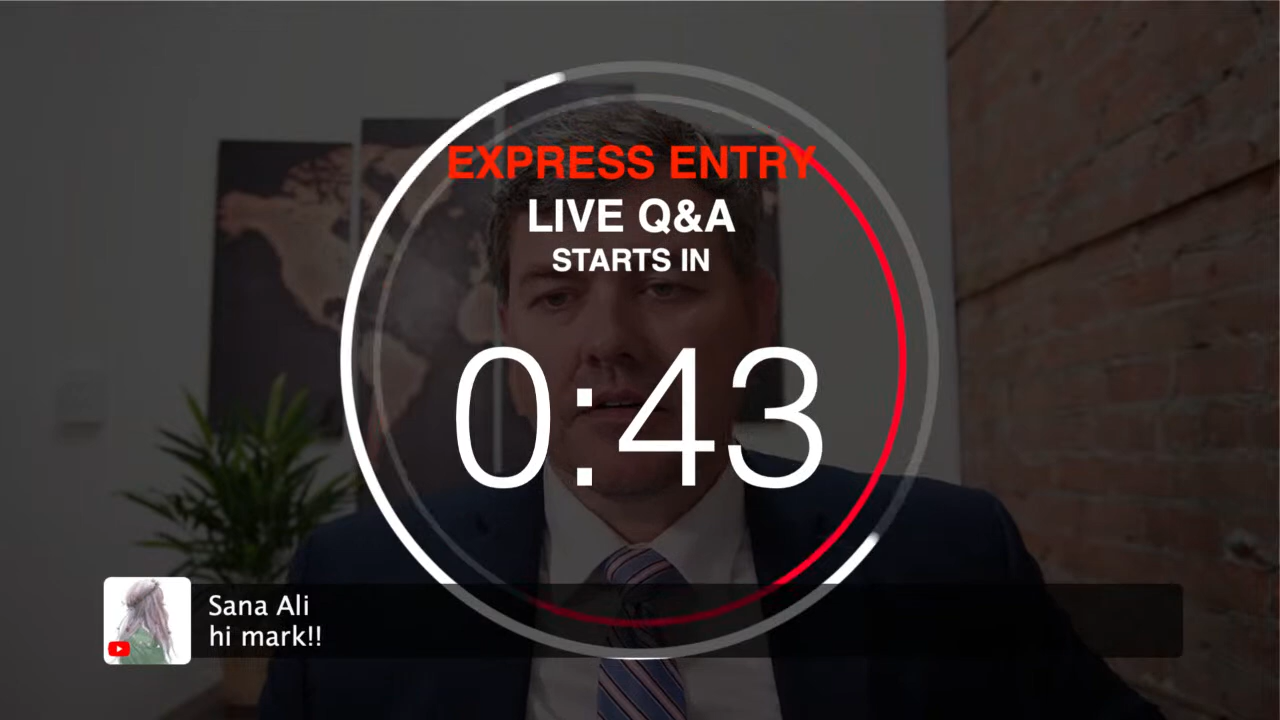 EXPRESS ENTRY
LIVE Q&A
STARTS IN
0:43
Sana Ali
hi mark!!